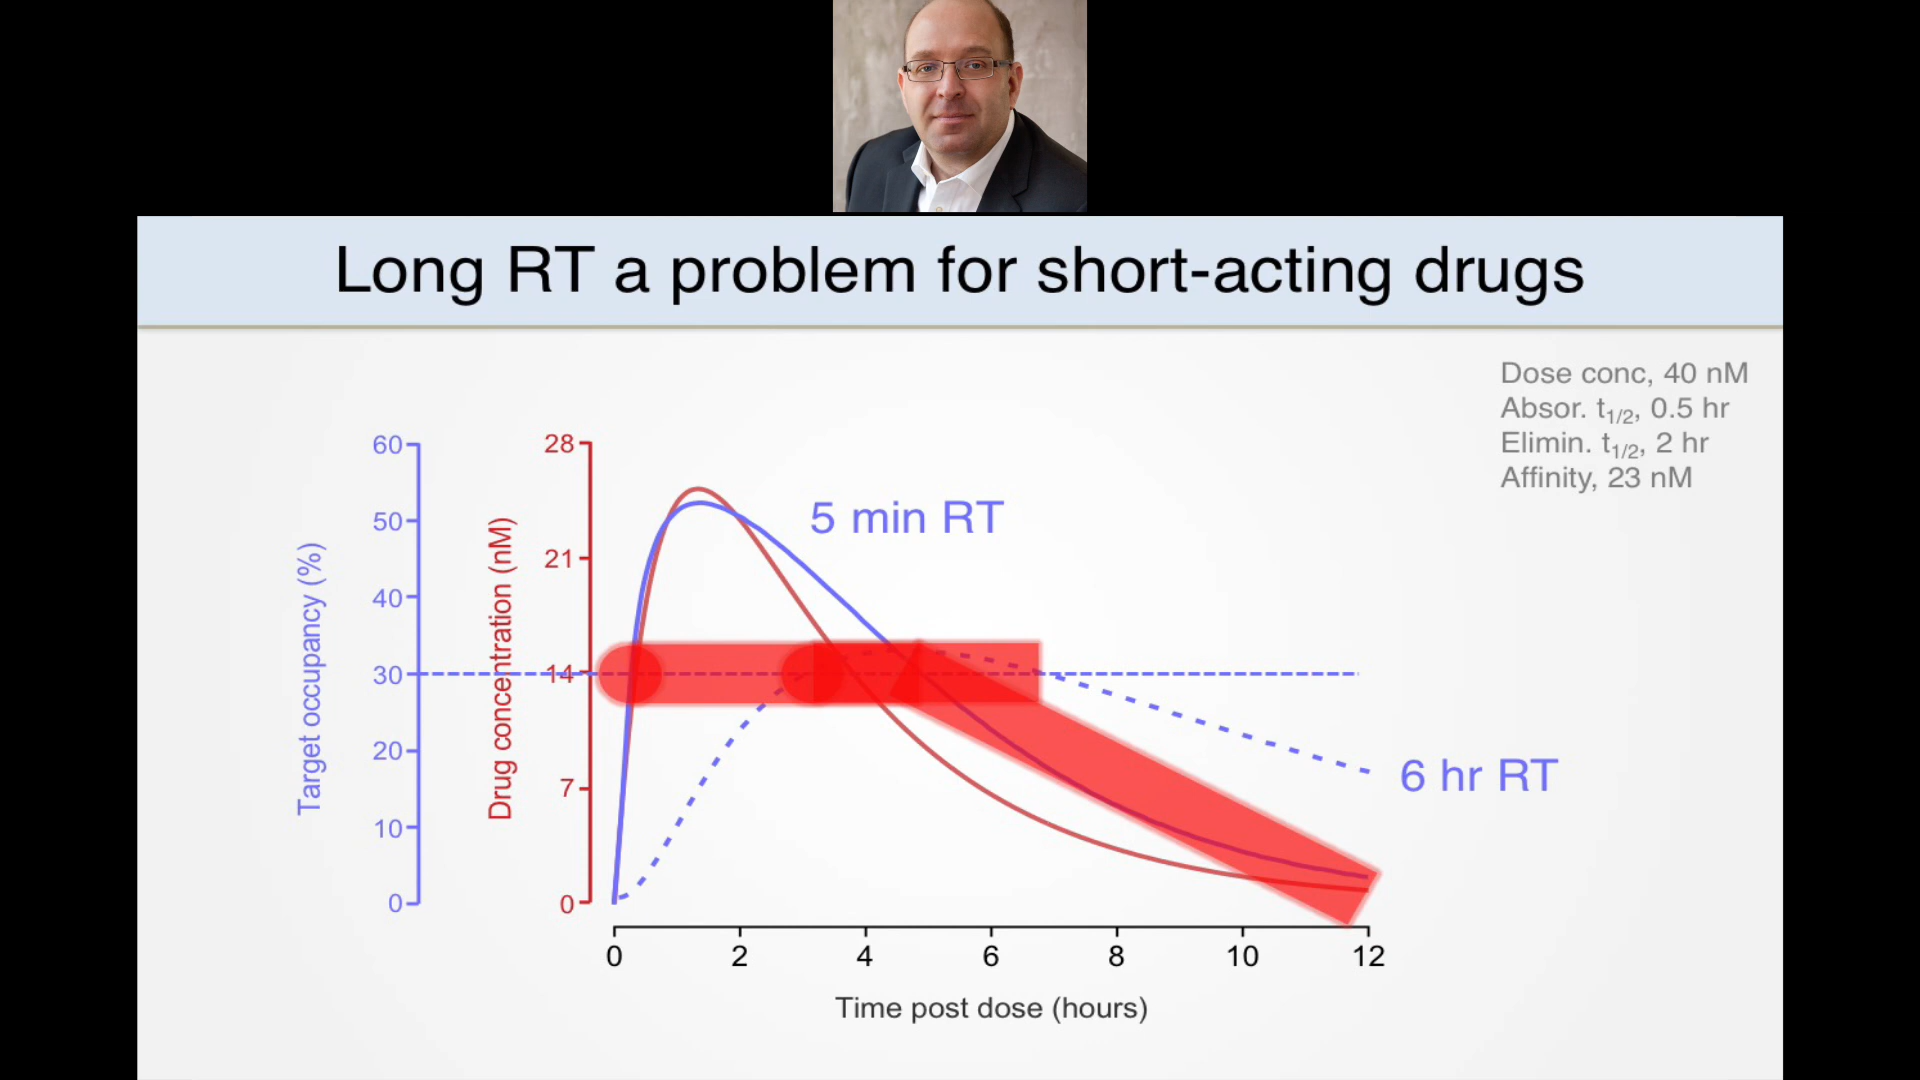 Long RT a problem for short-acting drugs
Dose conc, 40 nM
Absor. t1/2, 0.5 hr
Elimin. t1/2, 2 hr
Affinity, 23 nM
Target occupancy (%)
60
50
40
30
20
10
0
Drug concentration (nM)
28
21
14
7
0
5 min RT
6 hr RT
0 2 4 6 8 10 12
Time post dose (hours)